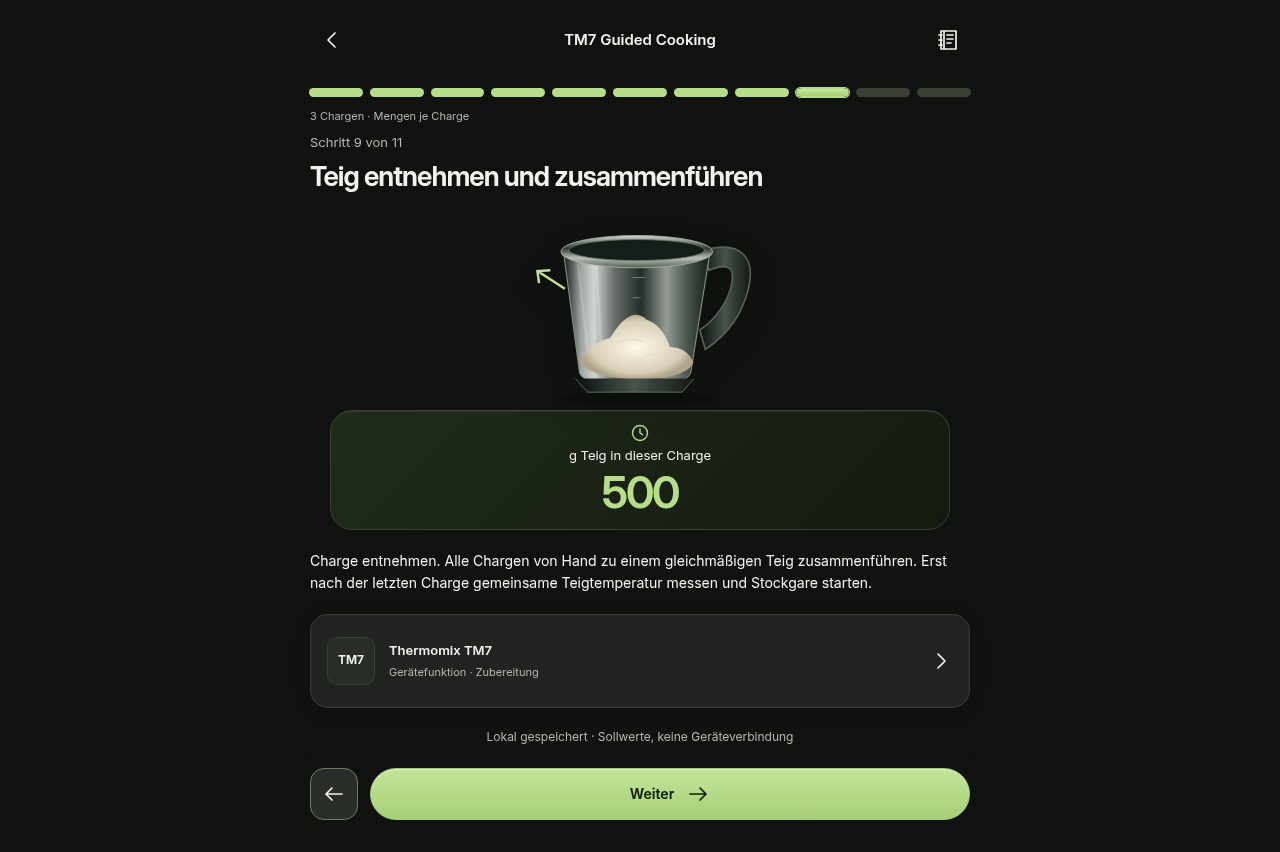 TM7 Guided Cooking
3 Chargen · Mengen je Charge
Schritt 9 von 11
Teig entnehmen und zusammenführen
g Teig in dieser Charge
500
Charge entnehmen. Alle Chargen von Hand zu einem gleichmäßigen Teig zusammenführen. Erst
nach der letzten Charge gemeinsame Teigtemperatur messen und Stockgare starten.
TM7
Thermomix TM7
Gerätefunktion · Zubereitung
Lokal gespeichert · Sollwerte, keine Geräteverbindung
Weiter